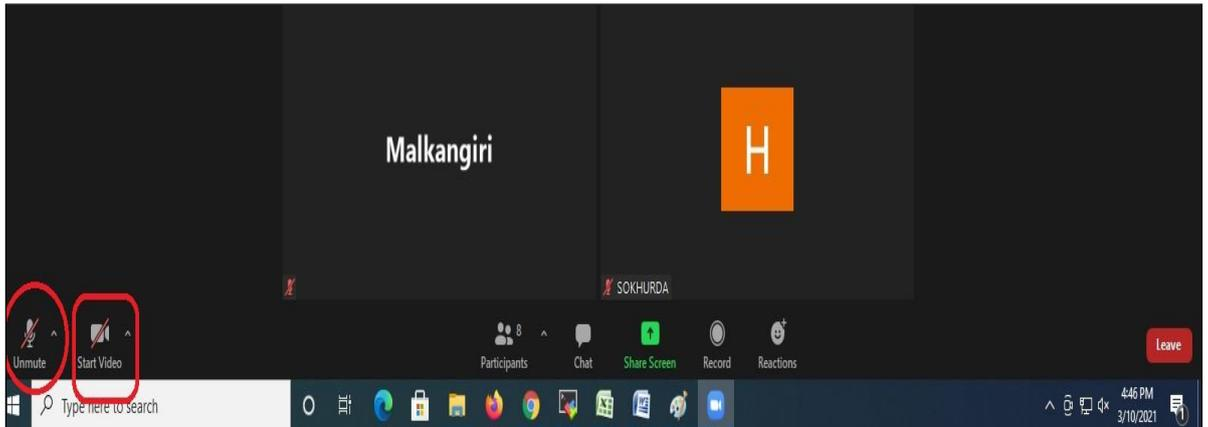 Malkangiri
H
SOKHURDA
Unmute
Start Video
8
Participants
Chat
Share Screen
Record
Reactions
Leave
Type here to search
4:46 PM
3/10/2021
1